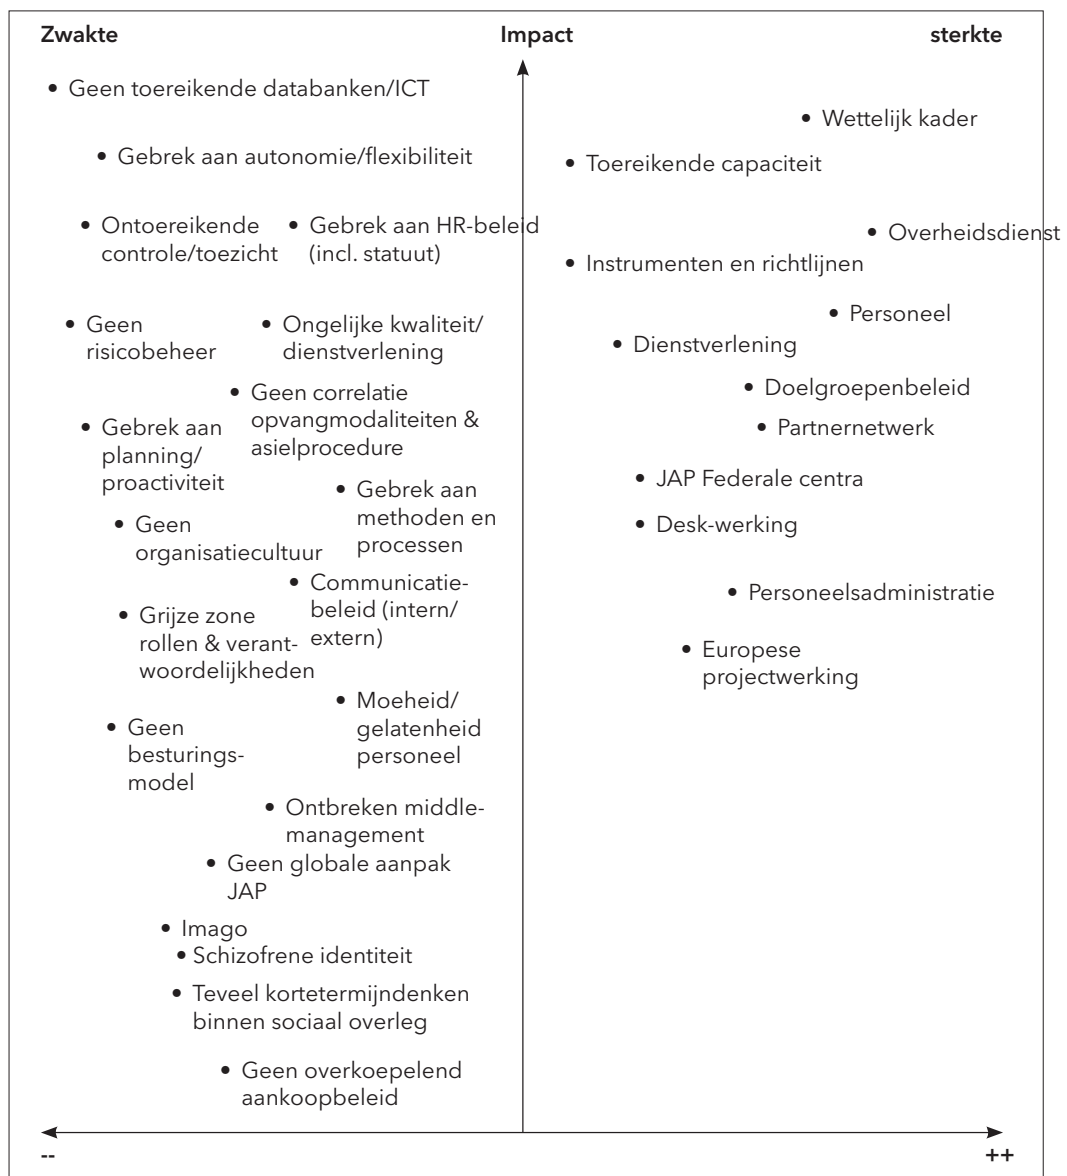 Zwakte
Impact
sterkte
• Geen toereikende databanken/ICT
• Wettelijk kader
• Gebrek aan autonomie/flexibiliteit
• Toereikende capaciteit
• Ontoereikende
controle/toezicht
• Gebrek aan HR-beleid
(incl. statuut)
• Overheidsdienst
• Instrumenten en richtlijnen
• Geen
risicobeheer
• Ongelijke kwaliteit/
dienstverlening
• Personeel
• Dienstverlening
• Geen correlatie
opvangmodaliteiten &
asielprocedure
• Doelgroepenbeleid
• Gebrek aan
planning/
proactiviteit
• Partnernetwerk
• Gebrek aan
methoden en
processen
• JAP Federale centra
• Geen
organisatiecultuur
• Desk-werking
• Communicatie-
beleid (intern/
extern)
• Personeelsadministratie
• Grijze zone
rollen & verant-
woordelijkheden
• Europese
projectwerking
• Moeheid/
gelatenheid
personeel
• Geen
besturings-
model
• Ontbreken middle-
management
• Geen globale aanpak
JAP
• Imago
• Schizofrene identiteit
• Teveel kortetermijndenken
binnen sociaal overleg
• Geen overkoepelend
aankoopbeleid
--
++